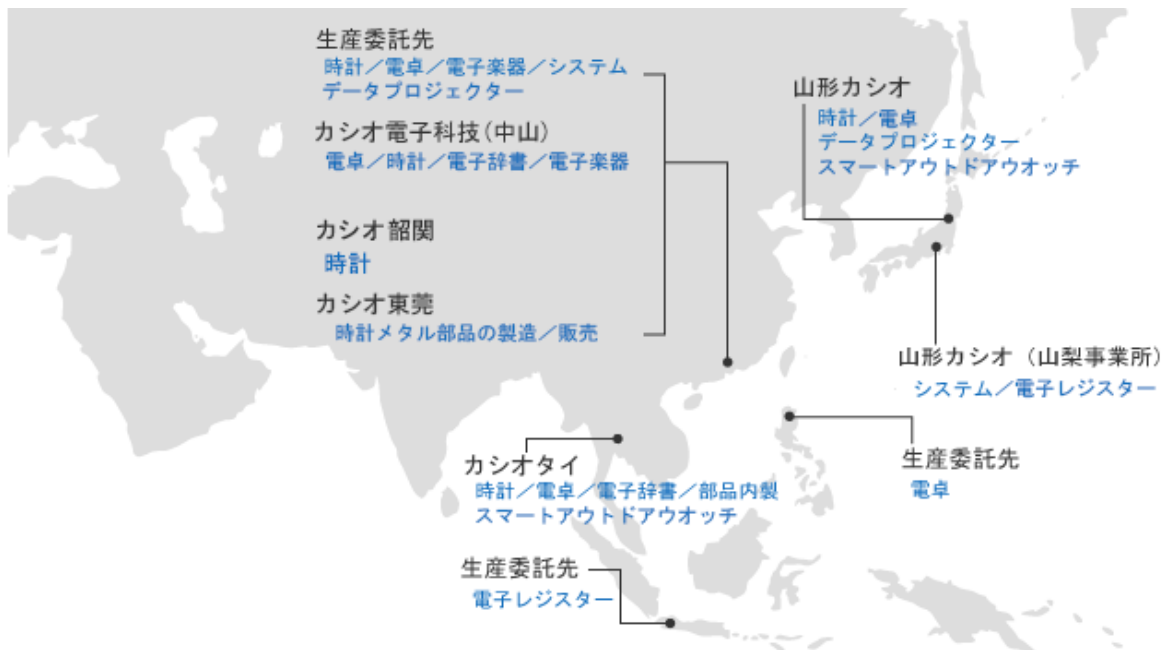 生産委託先
時計／電卓／電子楽器／システム
データプロジェクター
カシオ電子科技(中山)
電卓／時計／電子辞書／電子楽器
カシオ韶関
時計
カシオ東莞
時計メタル部品の製造／販売
山形カシオ
時計／電卓
データプロジェクター
スマートアウトドアウオッチ
山形カシオ（山梨事業所）
システム／電子レジスター
生産委託先
電卓
カシオタイ
時計／電卓／電子辞書／部品内製
スマートアウトドアウオッチ
生産委託先
電子レジスター